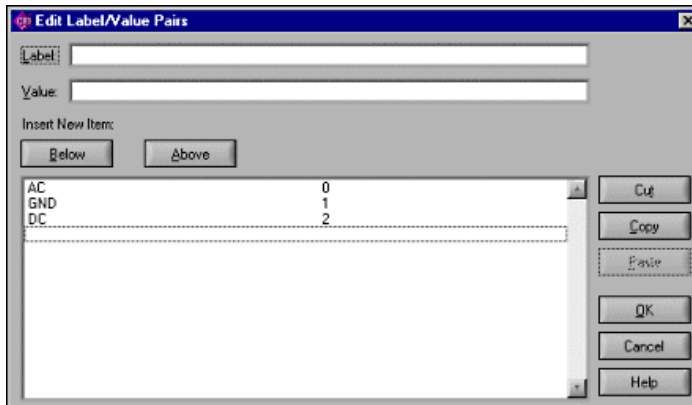 Edit Label/Value Pairs
Label:
Value:
Insert New Item:
Below Above
AC 0
GND 1
DC 2
Cut
Copy
Paste
OK
Cancel
Help